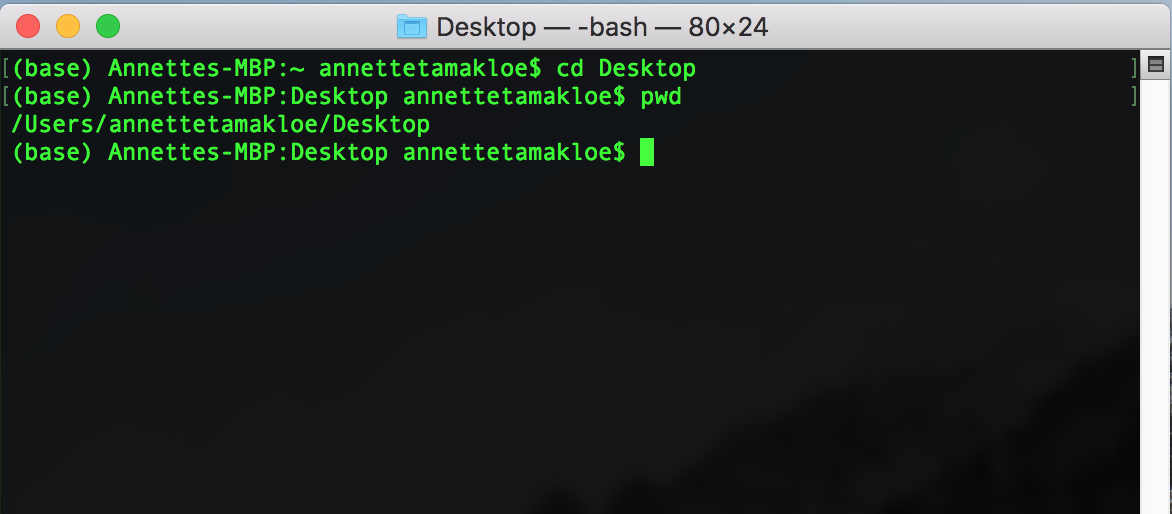 Desktop — -bash — 80×24
[(base) Annettes-MBP:~ annettetamakloe$ cd Desktop ]
[(base) Annettes-MBP:Desktop annettetamakloe$ pwd ]
/Users/annettetamakloe/Desktop
(base) Annettes-MBP:Desktop annettetamakloe$